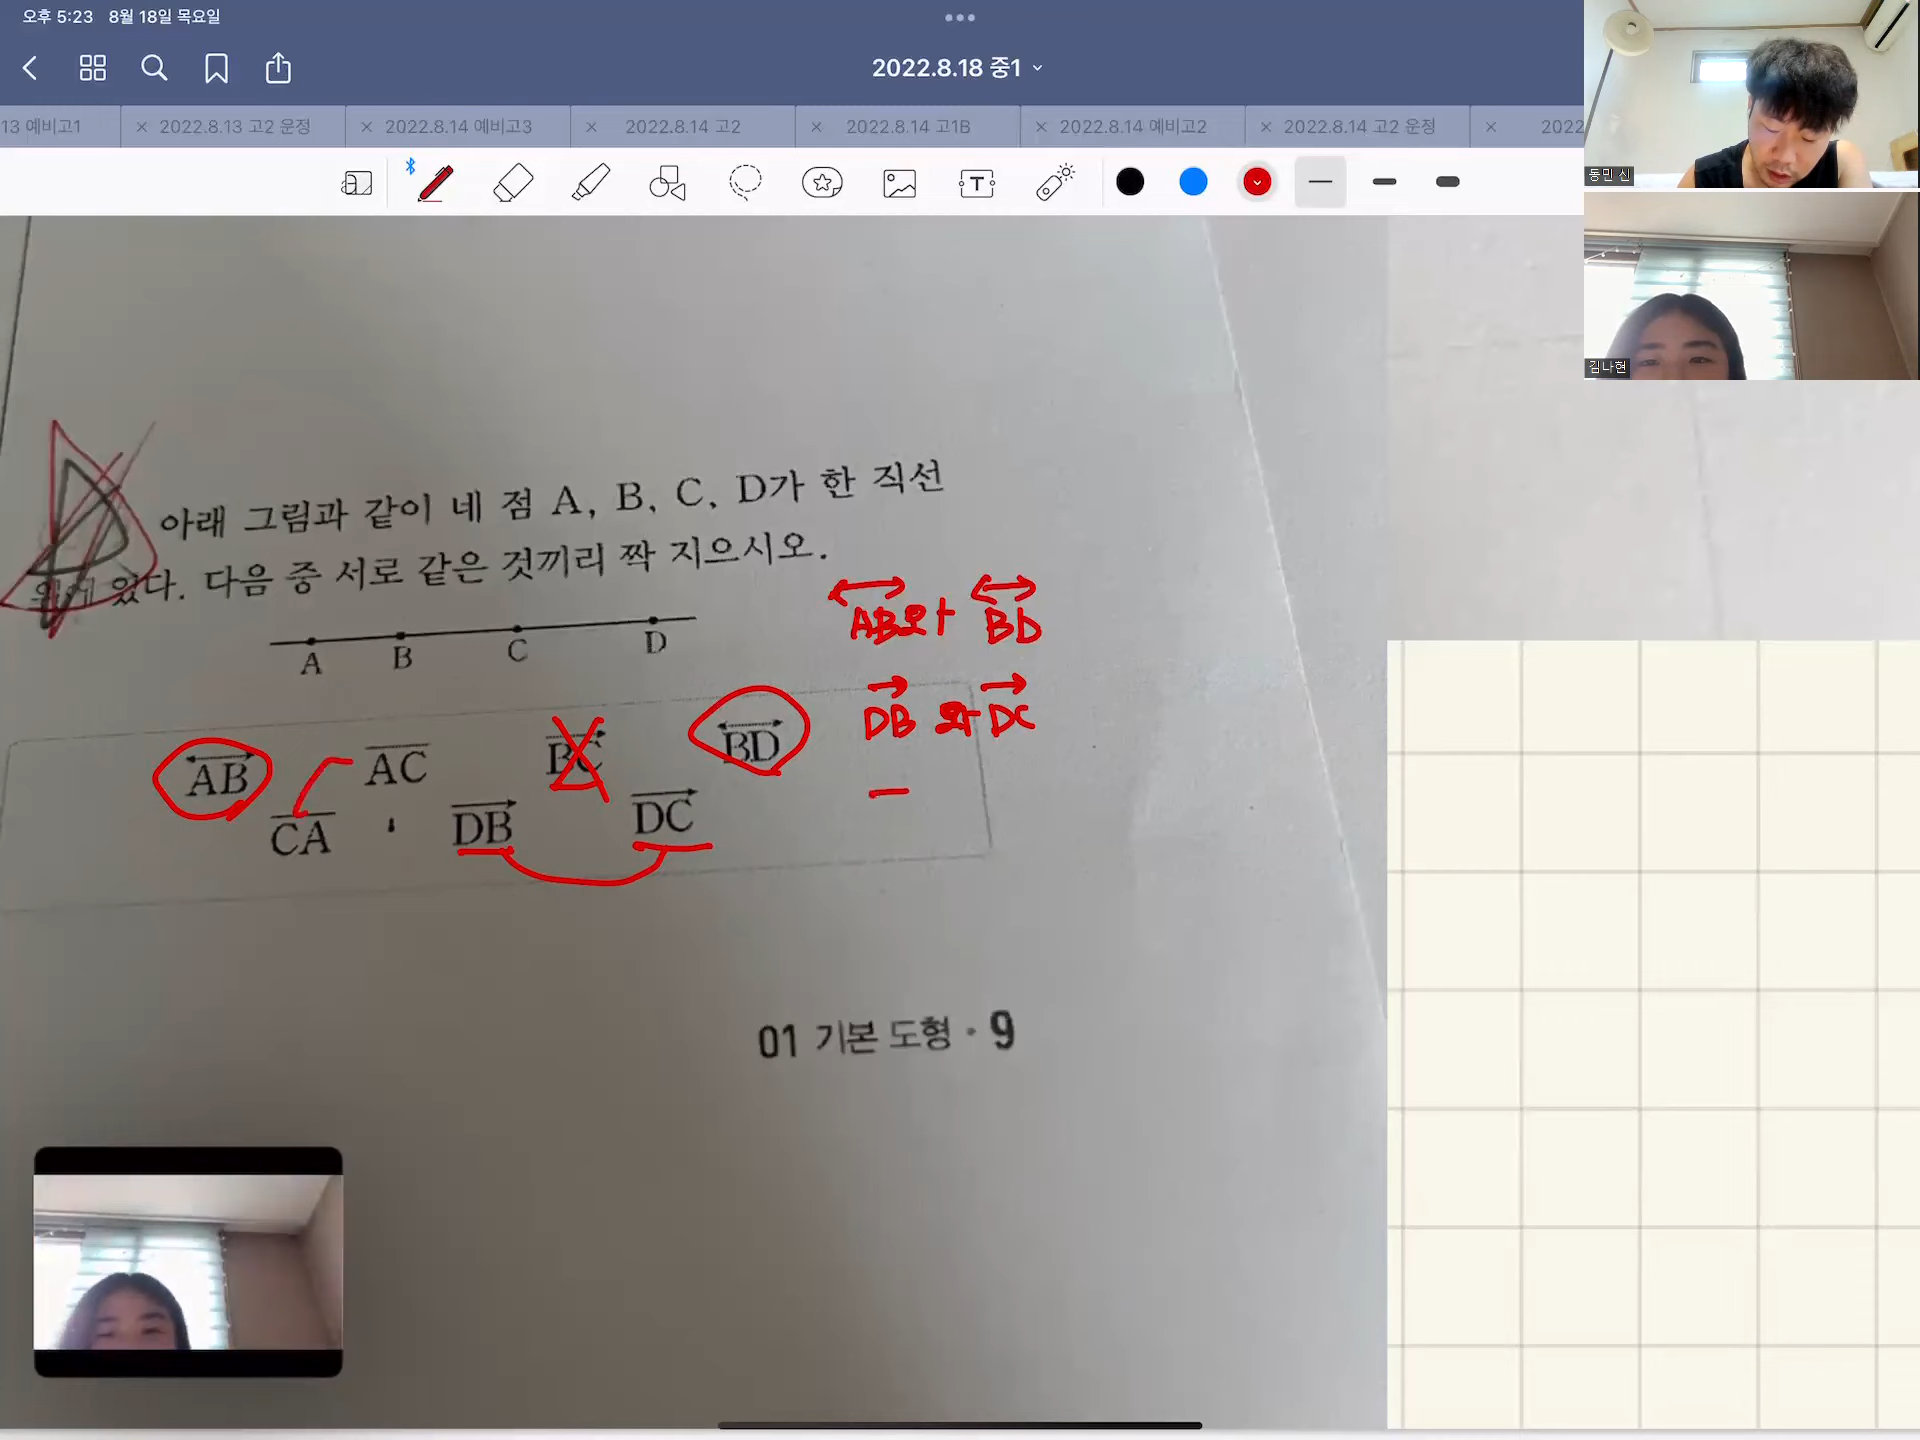 오후 5:23 8월 18일 목요일
2022.8.18 중1
13 예비고1
2022.8.13 고2 운정
2022.8.14 예비고3
2022.8.14 고2
2022.8.14 고1B
2022.8.14 예비고2
2022.8.14 고2 운정
2022
동민 신
김나현
아래 그림과 같이 네 점 A, B, C, D가 한 직선
위에 있다. 다음 중 서로 같은 것끼리 짝 지으시오.
A B C D
AB와 BD
DB 와 DC
AB AC BC BD
CA DB DC
01 기본 도형 · 9